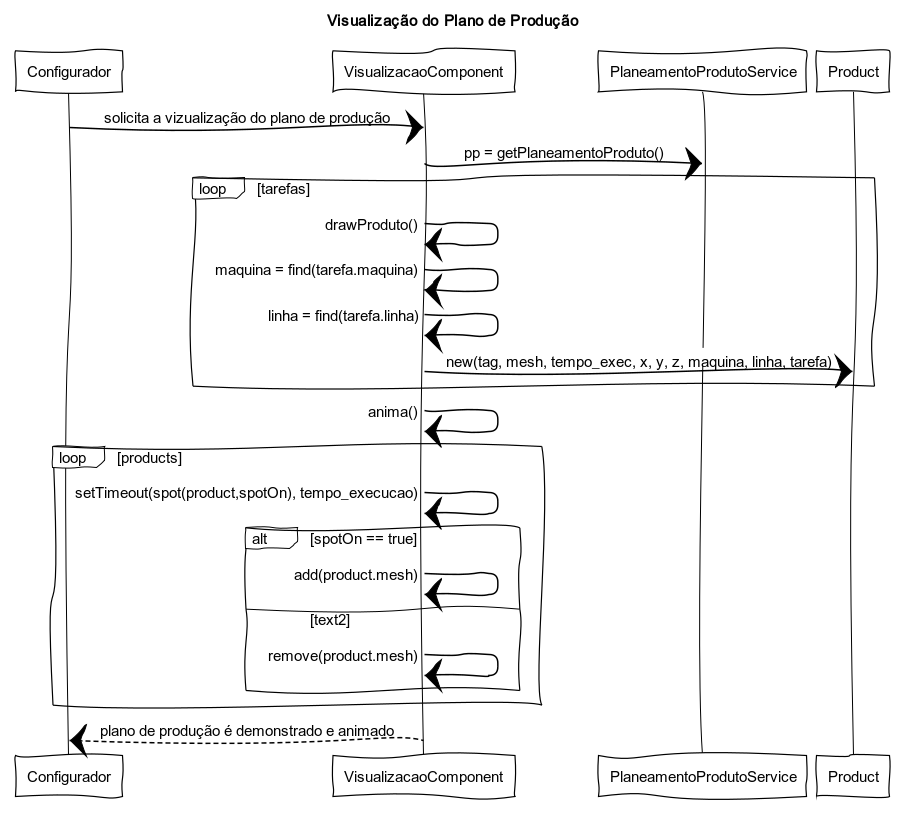 Visualização do Plano de Produção
Configurador
VisualizacaoComponent
PlaneamentoProdutoService
Product
solicita a vizualização do plano de produção
pp = getPlaneamentoProduto()
loop [tarefas]
drawProduto()
maquina = find(tarefa.maquina)
linha = find(tarefa.linha)
new(tag, mesh, tempo_exec, x, y, z, maquina, linha, tarefa)
anima()
loop [products]
setTimeout(spot(product,spotOn), tempo_execucao)
alt [spotOn == true]
add(product.mesh)
[text2]
remove(product.mesh)
plano de produção é demonstrado e animado
Configurador
VisualizacaoComponent
PlaneamentoProdutoService
Product